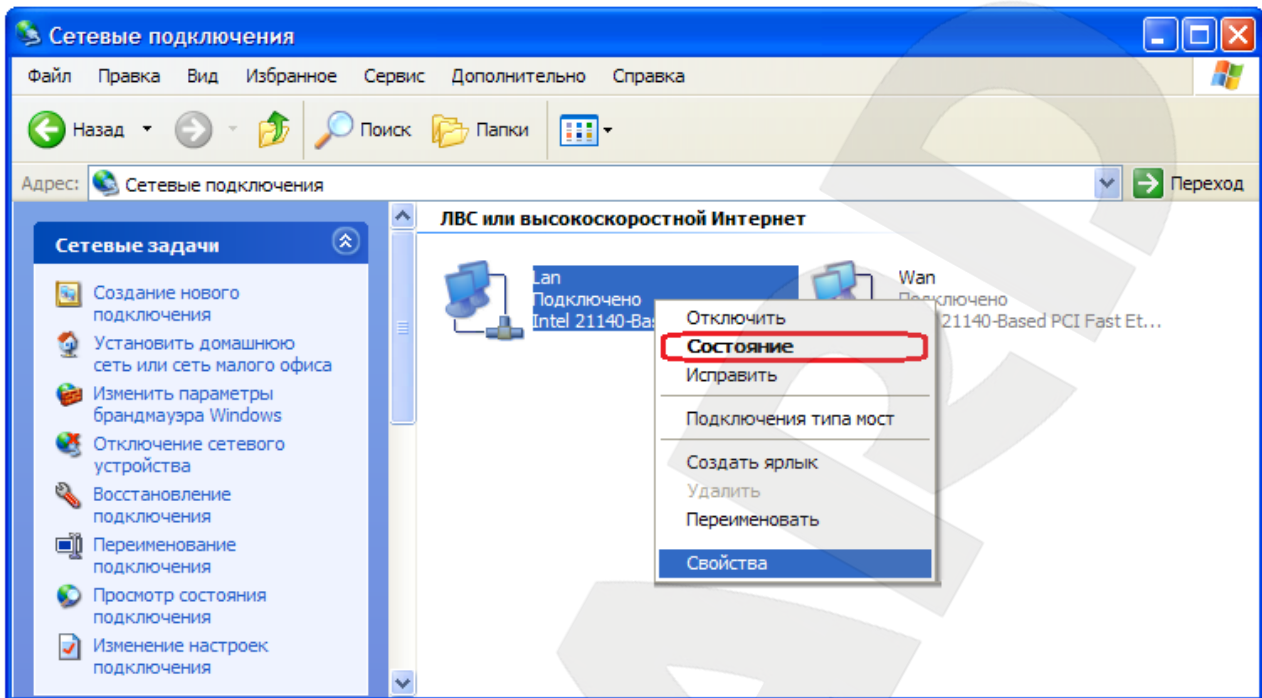 Сетевые подключения
Файл Правка Вид Избранное Сервис Дополнительно Справка
Назад Поиск Папки
Адрес: Сетевые подключения Переход
Сетевые задачи
Создание нового
подключения
Установить домашнюю
сеть или сеть малого офиса
Изменить параметры
брандмауэра Windows
Отключение сетевого
устройства
Восстановление
подключения
Переименование
подключения
Просмотр состояния
подключения
Изменение настроек
подключения
ЛВС или высокоскоростной Интернет
Lan
Подключено
Intel 21140-Ba
Wan
Подключено
21140-Based PCI Fast Et...
Отключить
Состояние
Исправить
Подключения типа мост
Создать ярлык
Удалить
Переименовать
Свойства